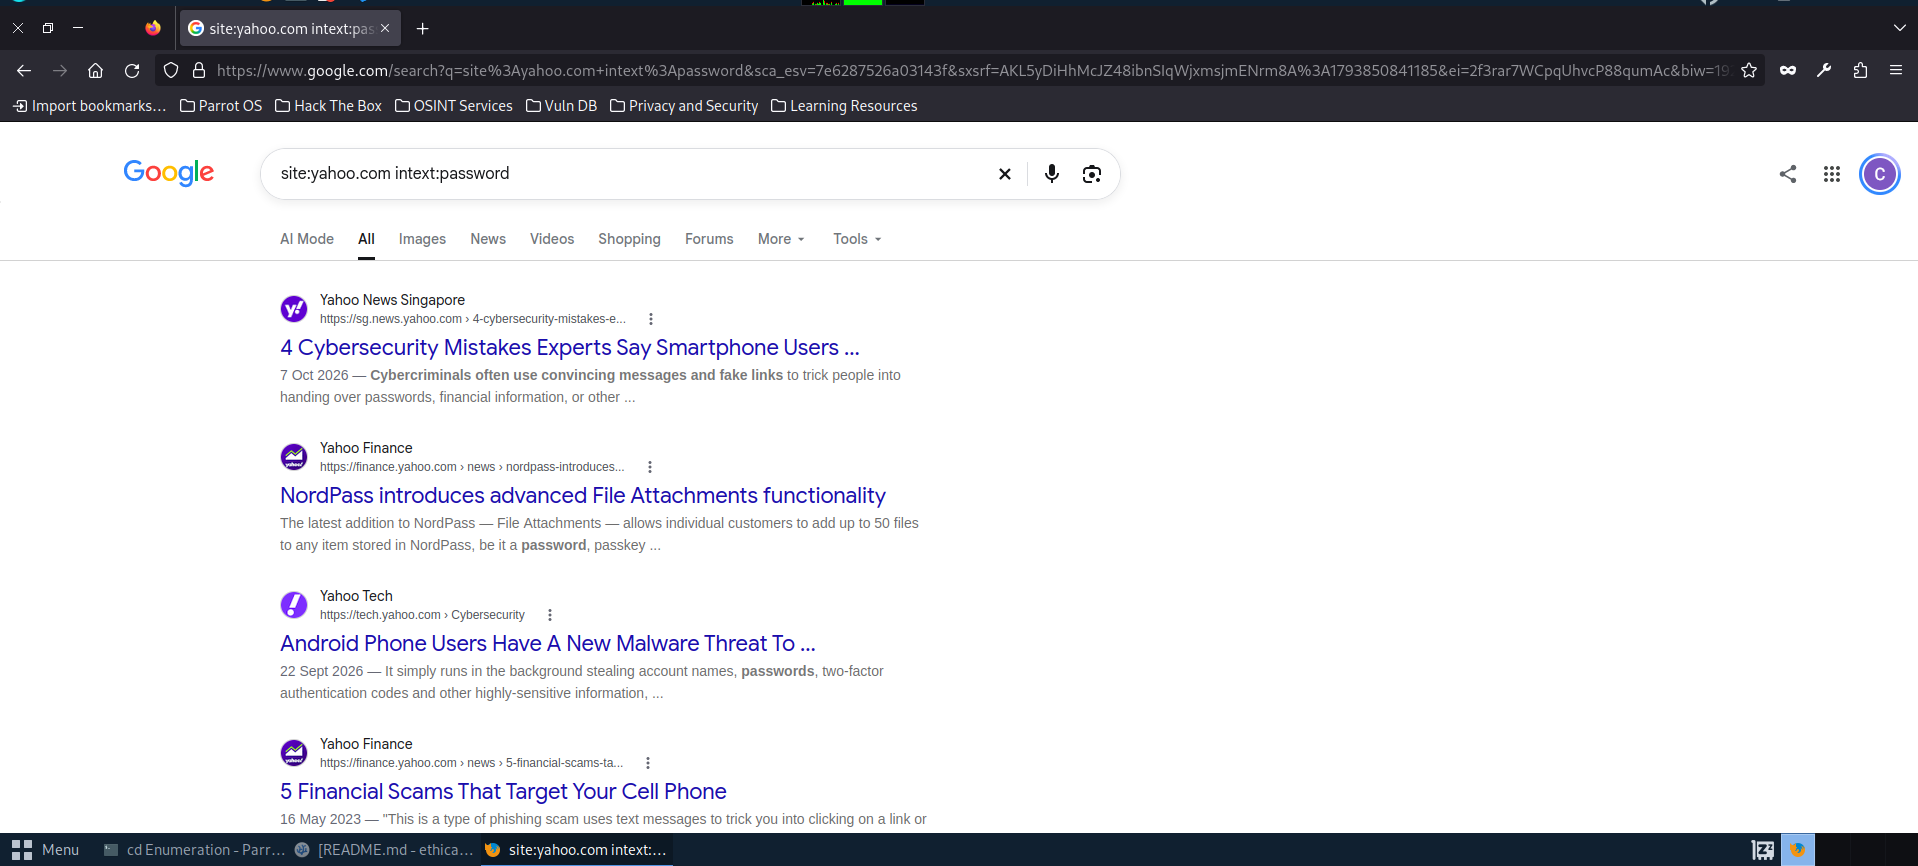 site:yahoo.com intext:pas
https://www.google.com/search?q=site%3Ayahoo.com+intext%3Apassword&sca_esv=7e6287526a03143f&sxsrf=AKL5yDiHhMcJZ48ibnSIqWjxmsjmENrm8A%3A1793850841185&ei=2f3rar7WCpqUhvcP88qumAc&biw=19
Import bookmarks... Parrot OS Hack The Box OSINT Services Vuln DB Privacy and Security Learning Resources
Google site:yahoo.com intext:password C
AI Mode All Images News Videos Shopping Forums More Tools
Yahoo News Singapore
https://sg.news.yahoo.com › 4-cybersecurity-mistakes-e...
4 Cybersecurity Mistakes Experts Say Smartphone Users ...
7 Oct 2026 — Cybercriminals often use convincing messages and fake links to trick people into
handing over passwords, financial information, or other ...
Yahoo Finance
https://finance.yahoo.com › news › nordpass-introduces...
NordPass introduces advanced File Attachments functionality
The latest addition to NordPass — File Attachments — allows individual customers to add up to 50 files
to any item stored in NordPass, be it a password, passkey ...
Yahoo Tech
https://tech.yahoo.com › Cybersecurity
Android Phone Users Have A New Malware Threat To ...
22 Sept 2026 — It simply runs in the background stealing account names, passwords, two-factor
authentication codes and other highly-sensitive information, ...
Yahoo Finance
https://finance.yahoo.com › news › 5-financial-scams-ta...
5 Financial Scams That Target Your Cell Phone
16 May 2023 — "This is a type of phishing scam uses text messages to trick you into clicking on a link or
Menu cd Enumeration - Parr... [README.md - ethica... site:yahoo.com intext:...